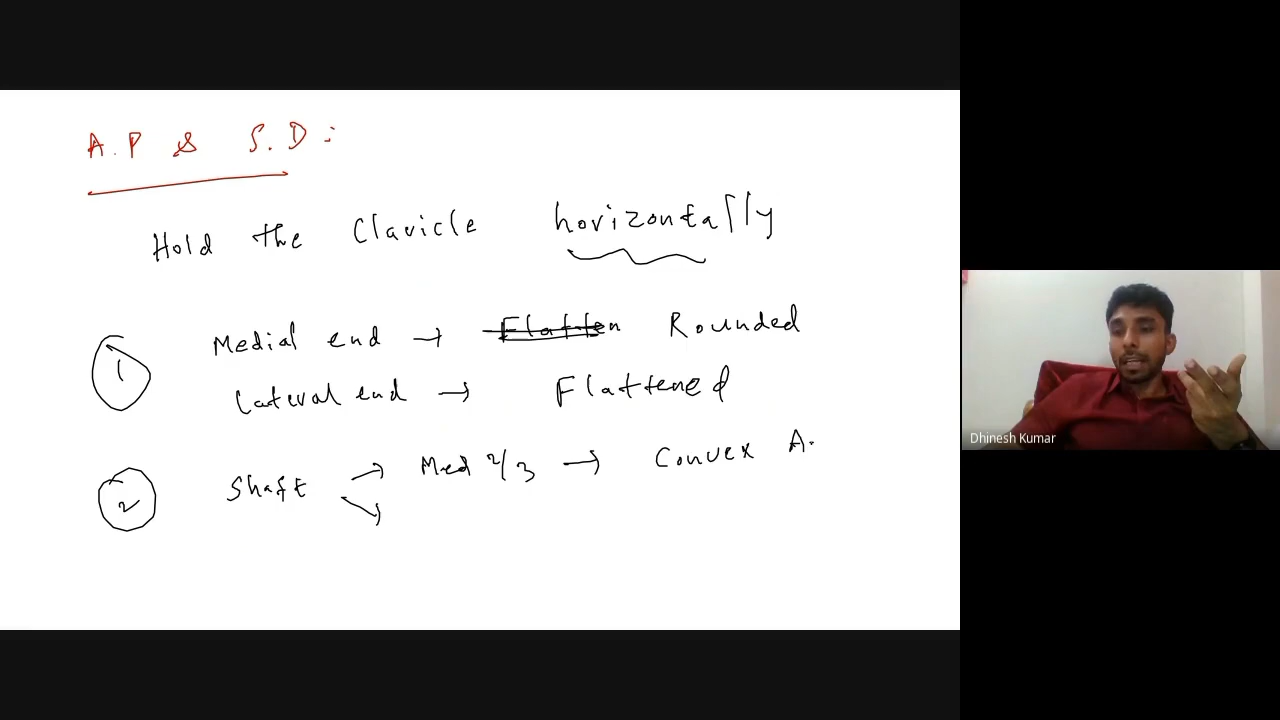 A.P & S.D :
Hold the Clavicle horizontally
1
Medial end → Flatten Rounded
Lateral end → Flattened
2
Shaft → Med 2/3 → Convex A.
Dhinesh Kumar